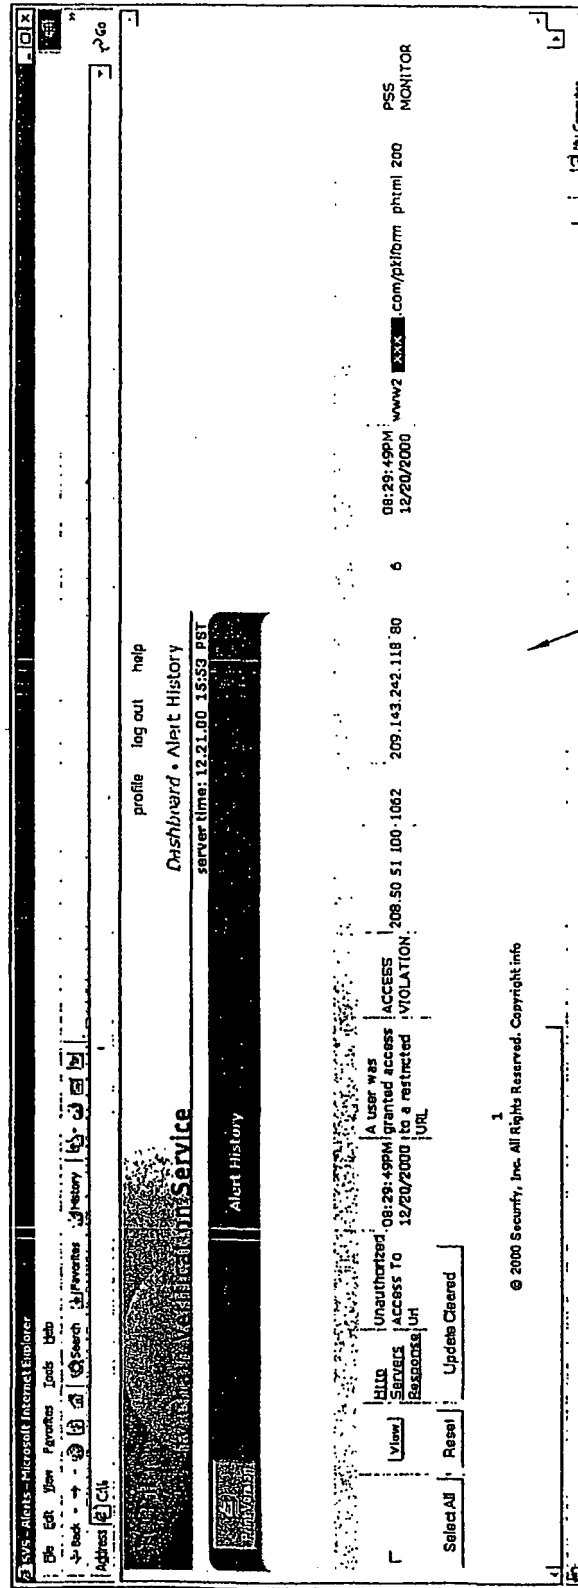 SVS - Alerts - Microsoft Internet Explorer
File Edit View Favorites Tools Help
Back Search Favorites History
Address C:\ Go
profile log out help
Verification Service
Dashboard • Alert History
server time: 12.21.00 15:53 PST
Alert History
View
Http Servers Response
Unauthorized Access To Url
08:29:49PM 12/20/2000
A user was granted access to a restricted URL
ACCESS VIOLATION
208.50 51 100·1062
209.143.242.118 80
6
08:29:49PM 12/20/2000
www2 xxx .com/pkiform phtml 200
PSS MONITOR
Select All Reset Update Cleared
1
© 2000 Securify, Inc. All Rights Reserved. Copyright info
My Computer